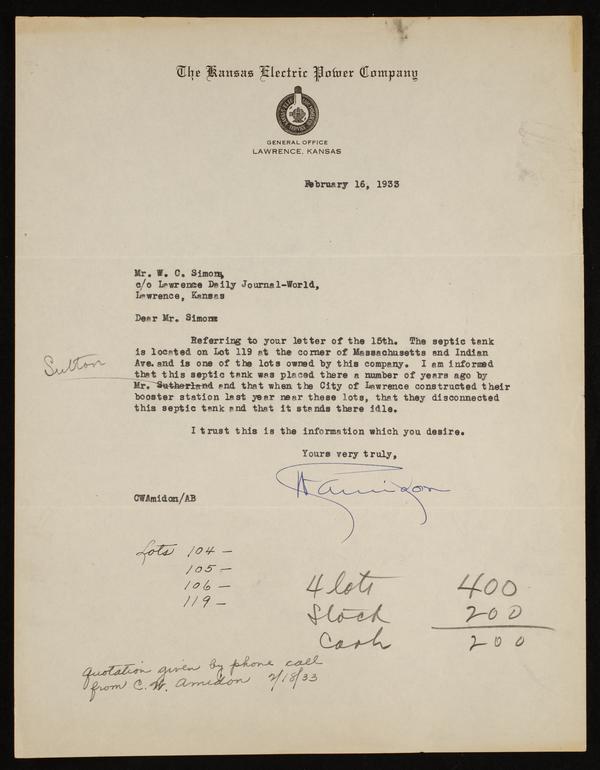 The Kansas Electric Power Company
GENERAL OFFICE
LAWRENCE, KANSAS
February 16, 1933
Mr. W. C. Simons,
c/o Lawrence Daily Journal-World,
Lawrence, Kansas
Dear Mr. Simons:
Referring to your letter of the 15th. The septic tank
is located on Lot 119 at the corner of Massachusetts and Indian
Ave. and is one of the lots owned by this company. I am informed
Sutton
that this septic tank was placed there a number of years ago by
Mr. Sutherland and that when the City of Lawrence constructed their
booster station last year near these lots, that they disconnected
this septic tank and that it stands there idle.
I trust this is the information which you desire.
Yours very truly,
CWAmidon
CWAmidon/AB
Lots 104 -
105 -
106 -
119 -
4 lots 400
Stock 200
Cash 200
Quotation given by phone call
from C. W. Amidon 2/18/33